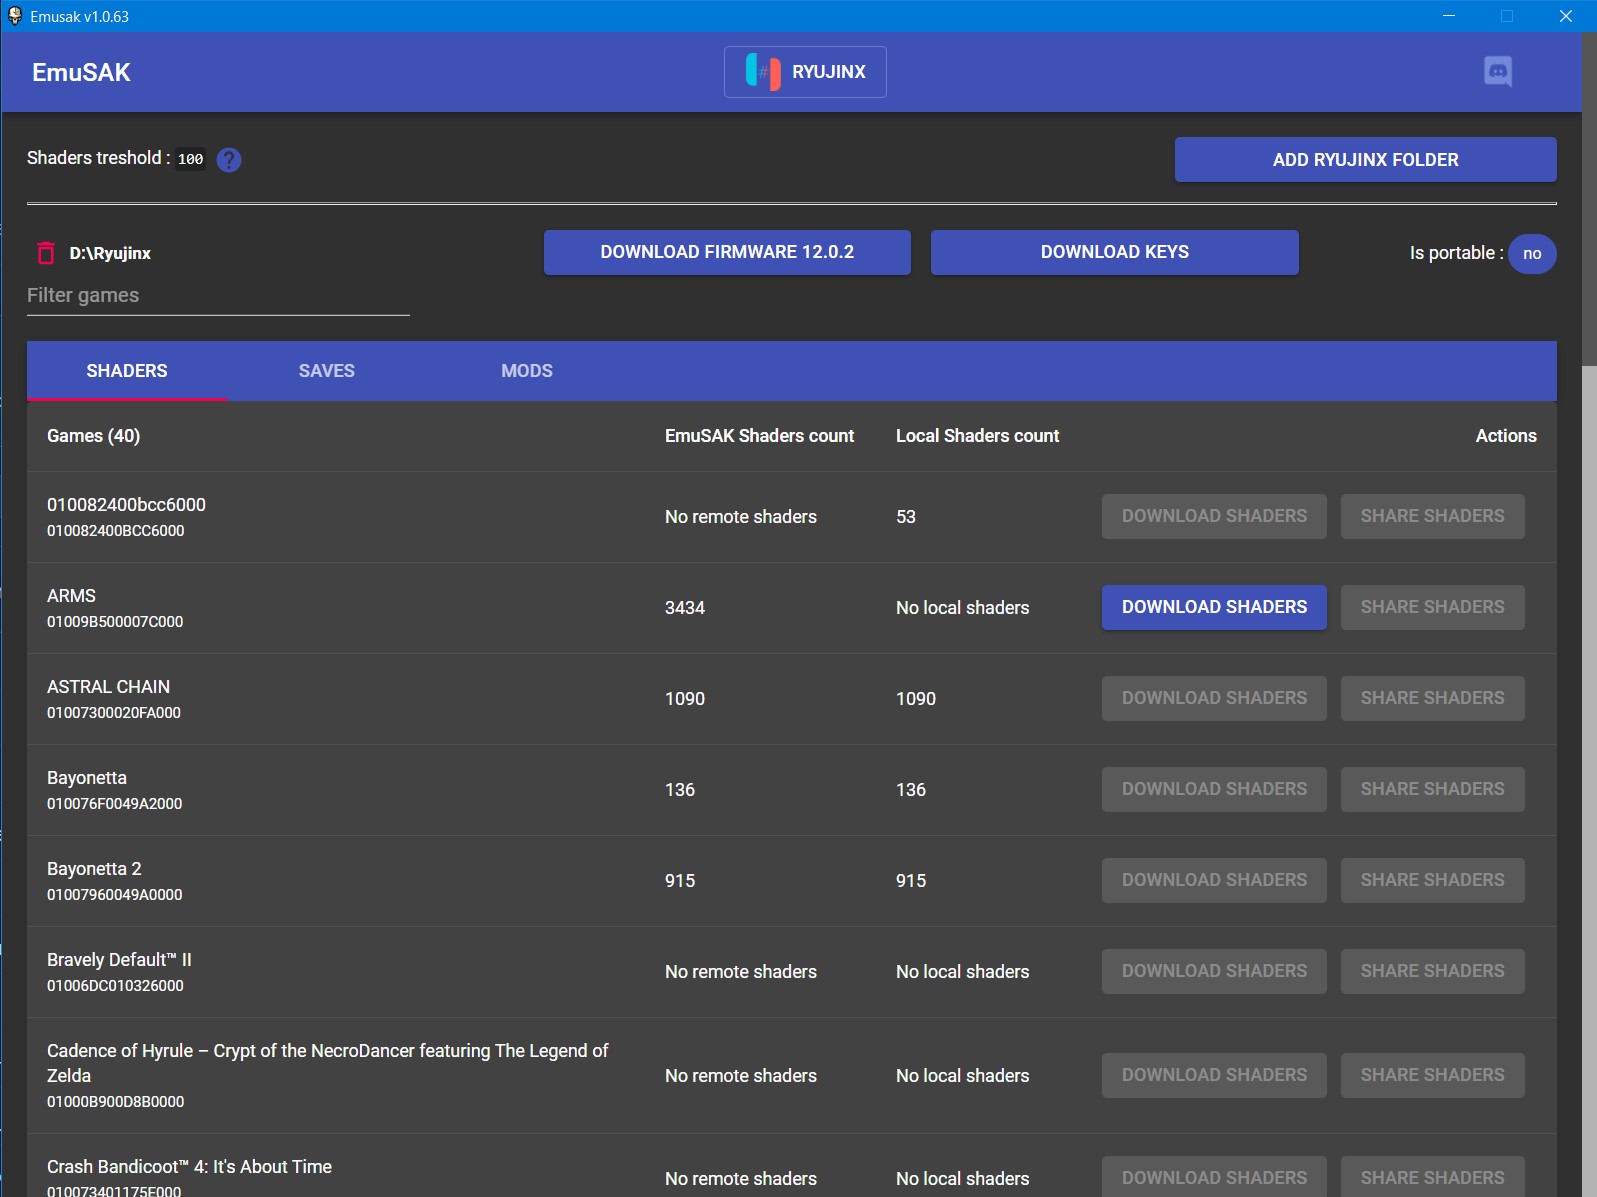 Emusak v1.0.63
EmuSAK
# RYUJINX
Shaders treshold : 100 ?
ADD RYUJINX FOLDER
D:\Ryujinx
DOWNLOAD FIRMWARE 12.0.2
DOWNLOAD KEYS
Is portable : no
Filter games
SHADERS SAVES MODS
Games (40) EmuSAK Shaders count Local Shaders count Actions
010082400bcc6000
010082400BCC6000
No remote shaders 53 DOWNLOAD SHADERS SHARE SHADERS
ARMS
01009B500007C000
3434 No local shaders DOWNLOAD SHADERS SHARE SHADERS
ASTRAL CHAIN
01007300020FA000
1090 1090 DOWNLOAD SHADERS SHARE SHADERS
Bayonetta
010076F0049A2000
136 136 DOWNLOAD SHADERS SHARE SHADERS
Bayonetta 2
01007960049A0000
915 915 DOWNLOAD SHADERS SHARE SHADERS
Bravely Default™ II
01006DC010326000
No remote shaders No local shaders DOWNLOAD SHADERS SHARE SHADERS
Cadence of Hyrule – Crypt of the NecroDancer featuring The Legend of
Zelda
01000B900D8B0000
No remote shaders No local shaders DOWNLOAD SHADERS SHARE SHADERS
Crash Bandicoot™ 4: It's About Time
010073401175E000
No remote shaders No local shaders DOWNLOAD SHADERS SHARE SHADERS